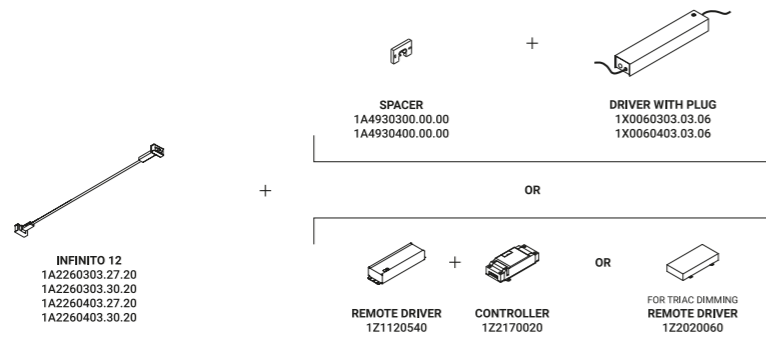 +
SPACER
1A4930300.00.00
1A4930400.00.00
DRIVER WITH PLUG
1X0060303.03.06
1X0060403.03.06
+
OR
INFINITO 12
1A2260303.27.20
1A2260303.30.20
1A2260403.27.20
1A2260403.30.20
+
OR
REMOTE DRIVER
1Z1120540
CONTROLLER
1Z2170020
FOR TRIAC DIMMING
REMOTE DRIVER
1Z2020060